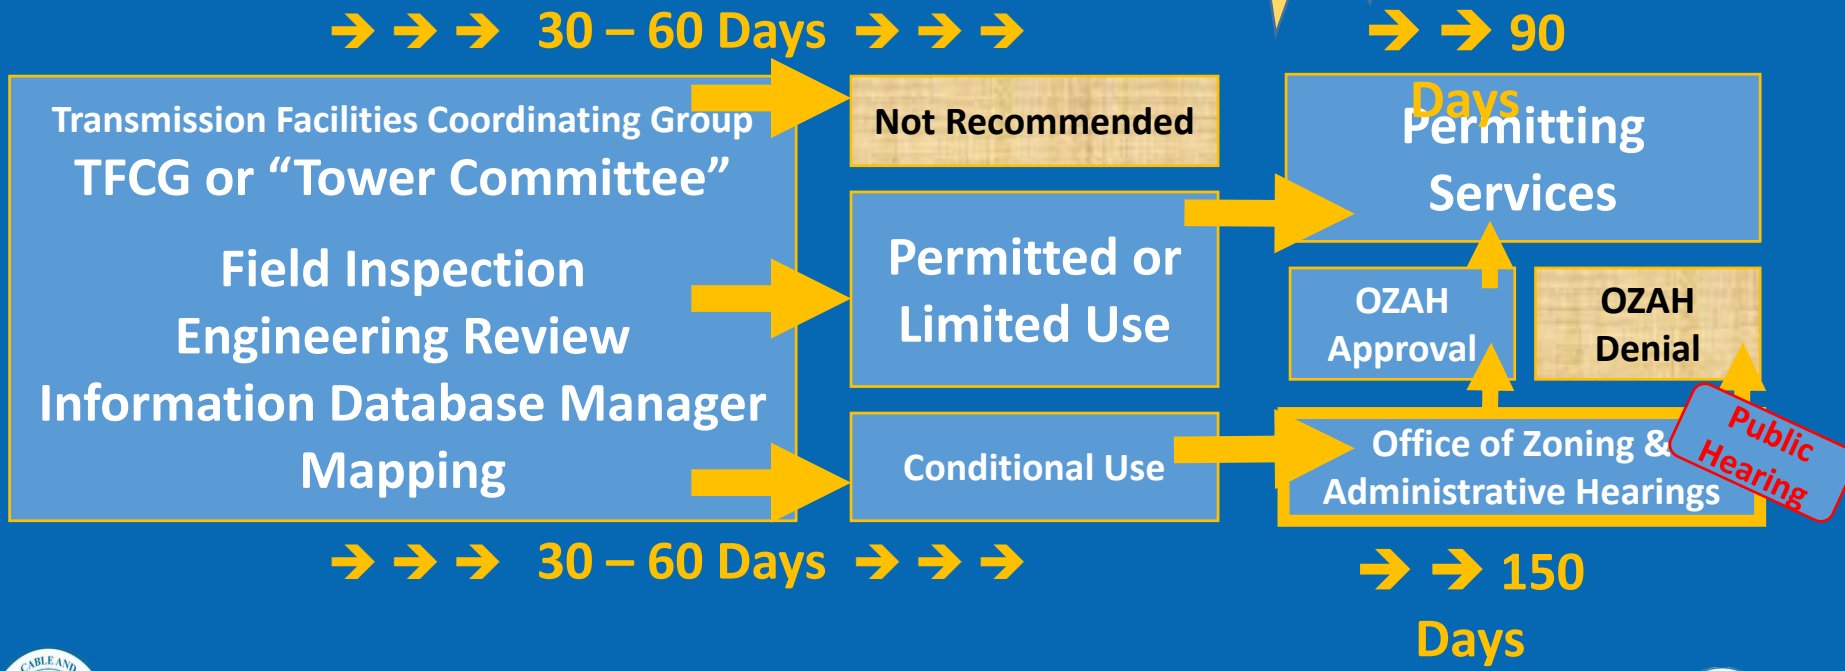 ➔ ➔ ➔ 30 – 60 Days ➔ ➔ ➔
➔ ➔ 90
Days
Transmission Facilities Coordinating Group
TFCG or “Tower Committee”
Field Inspection
Engineering Review
Information Database Manager
Mapping
Not Recommended
Permitted or
Limited Use
Conditional Use
Permitting
Services
OZAH
Approval
OZAH
Denial
Office of Zoning &
Administrative Hearings
Public
Hearing
➔ ➔ ➔ 30 – 60 Days ➔ ➔ ➔
➔ ➔ 150
Days
CABLE AND